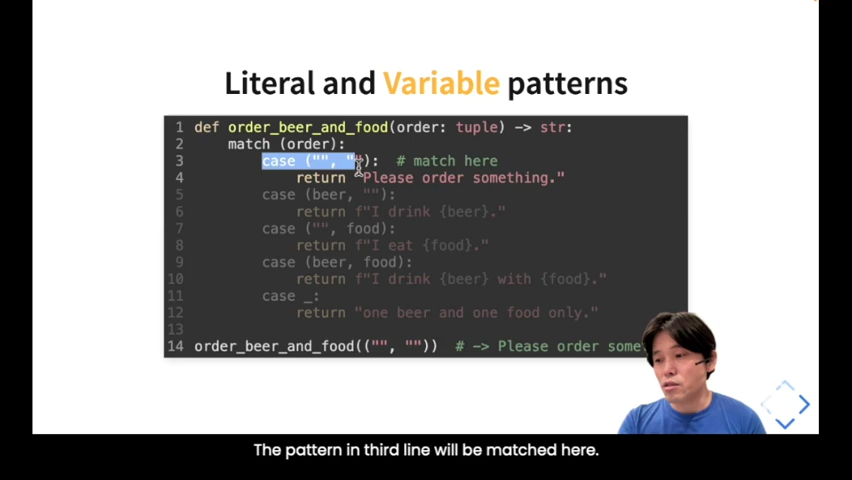 Literal and Variable patterns
1 def order_beer_and_food(order: tuple) -> str:
2 match (order):
3 case ("", ""): # match here
4 return "Please order something."
5 case (beer, ""):
6 return f"I drink {beer}."
7 case ("", food):
8 return f"I eat {food}."
9 case (beer, food):
10 return f"I drink {beer} with {food}."
11 case _:
12 return "one beer and one food only."
13
14 order_beer_and_food(("", "")) # -> Please order
The pattern in third line will be matched here.